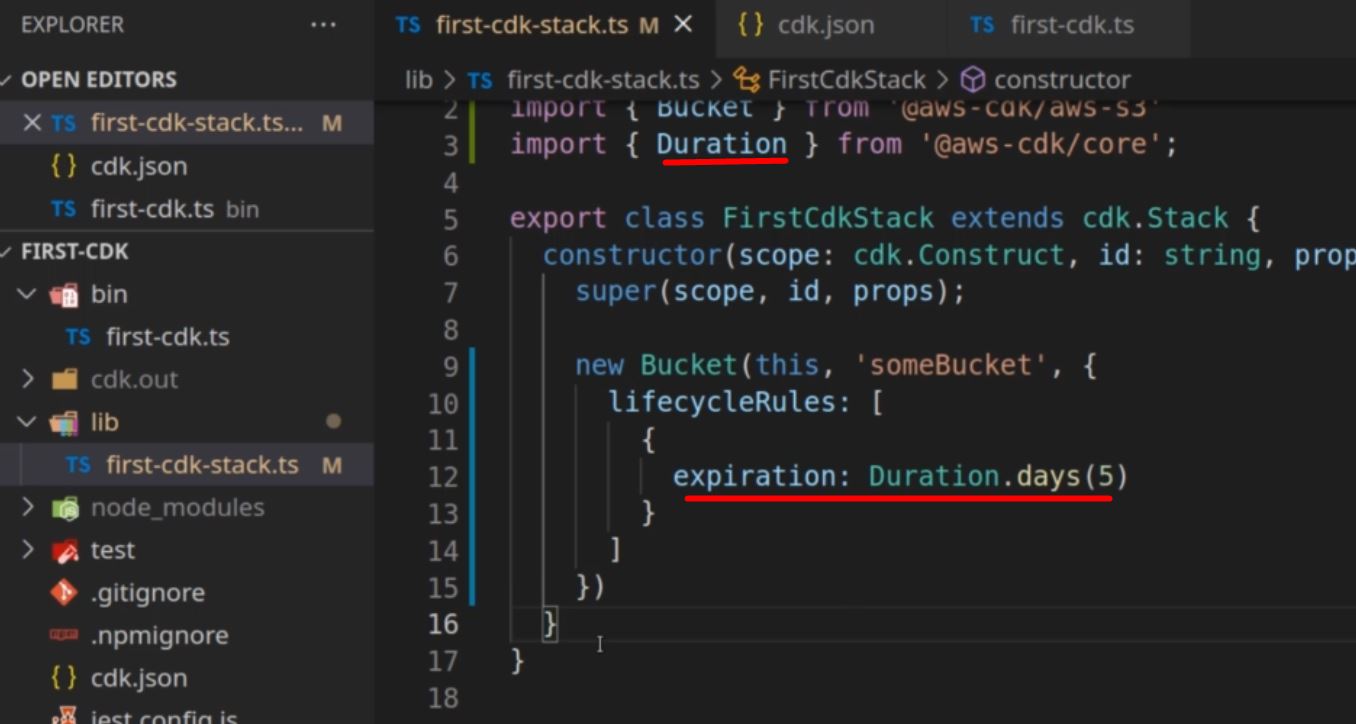 EXPLORER ...
OPEN EDITORS
TS first-cdk-stack.ts... M
{} cdk.json
TS first-cdk.ts bin
FIRST-CDK
bin
TS first-cdk.ts
cdk.out
lib
TS first-cdk-stack.ts M
node_modules
test
.gitignore
.npmignore
{} cdk.json
jest.config.js
TS first-cdk-stack.ts M
{} cdk.json
TS first-cdk.ts
lib > TS first-cdk-stack.ts > FirstCdkStack > constructor
2 import { Bucket } from '@aws-cdk/aws-s3'
3 import { Duration } from '@aws-cdk/core';
4
5 export class FirstCdkStack extends cdk.Stack {
6 constructor(scope: cdk.Construct, id: string, prop
7 super(scope, id, props);
8
9 new Bucket(this, 'someBucket', {
10 lifecycleRules: [
11 {
12 expiration: Duration.days(5)
13 }
14 ]
15 })
16 }
17 }
18